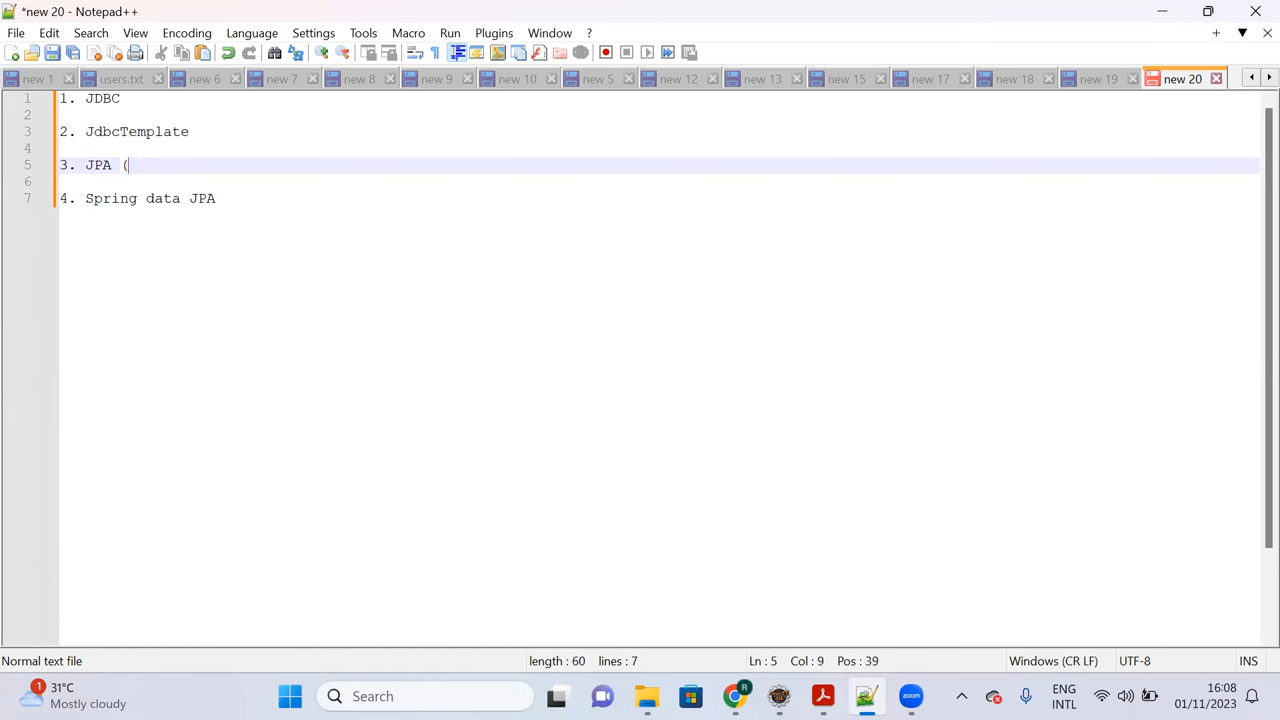 *new 20 - Notepad++
File Edit Search View Encoding Language Settings Tools Macro Run Plugins Window ?
new 1 users.txt new 6 new 7 new 8 new 9 new 10 new 5 new 12 new 13 new 15 new 17 new 18 new 19 new 20
1 1. JDBC
2
3 2. JdbcTemplate
4
5 3. JPA (
6
7 4. Spring data JPA
Normal text file length : 60 lines : 7 Ln : 5 Col : 9 Pos : 39 Windows (CR LF) UTF-8 INS
1 31°C
Mostly cloudy
Search
R
zoom
ENG
INTL
16:08
01/11/2023